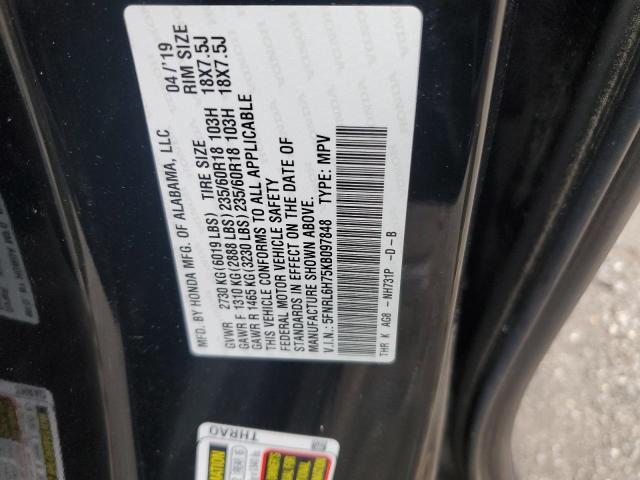 MFD. BY HONDA MFG. OF ALABAMA, LLC 04/'19
TIRE SIZE RIM SIZE
GVWR 2730 KG(6019 LBS)
GAWR F 1310 KG(2888 LBS) 235/60R18 103H 18X7.5J
GAWR R 1465 KG(3230 LBS) 235/60R18 103H 18X7.5J
THIS VEHICLE CONFORMS TO ALL APPLICABLE
FEDERAL MOTOR VEHICLE SAFETY
STANDARDS IN EFFECT ON THE DATE OF
MANUFACTURE SHOWN ABOVE.
V.I.N.: 5FNRL6H75KB097848 TYPE: MPV
THR K AG8 -NH731P -D-B
THRA0